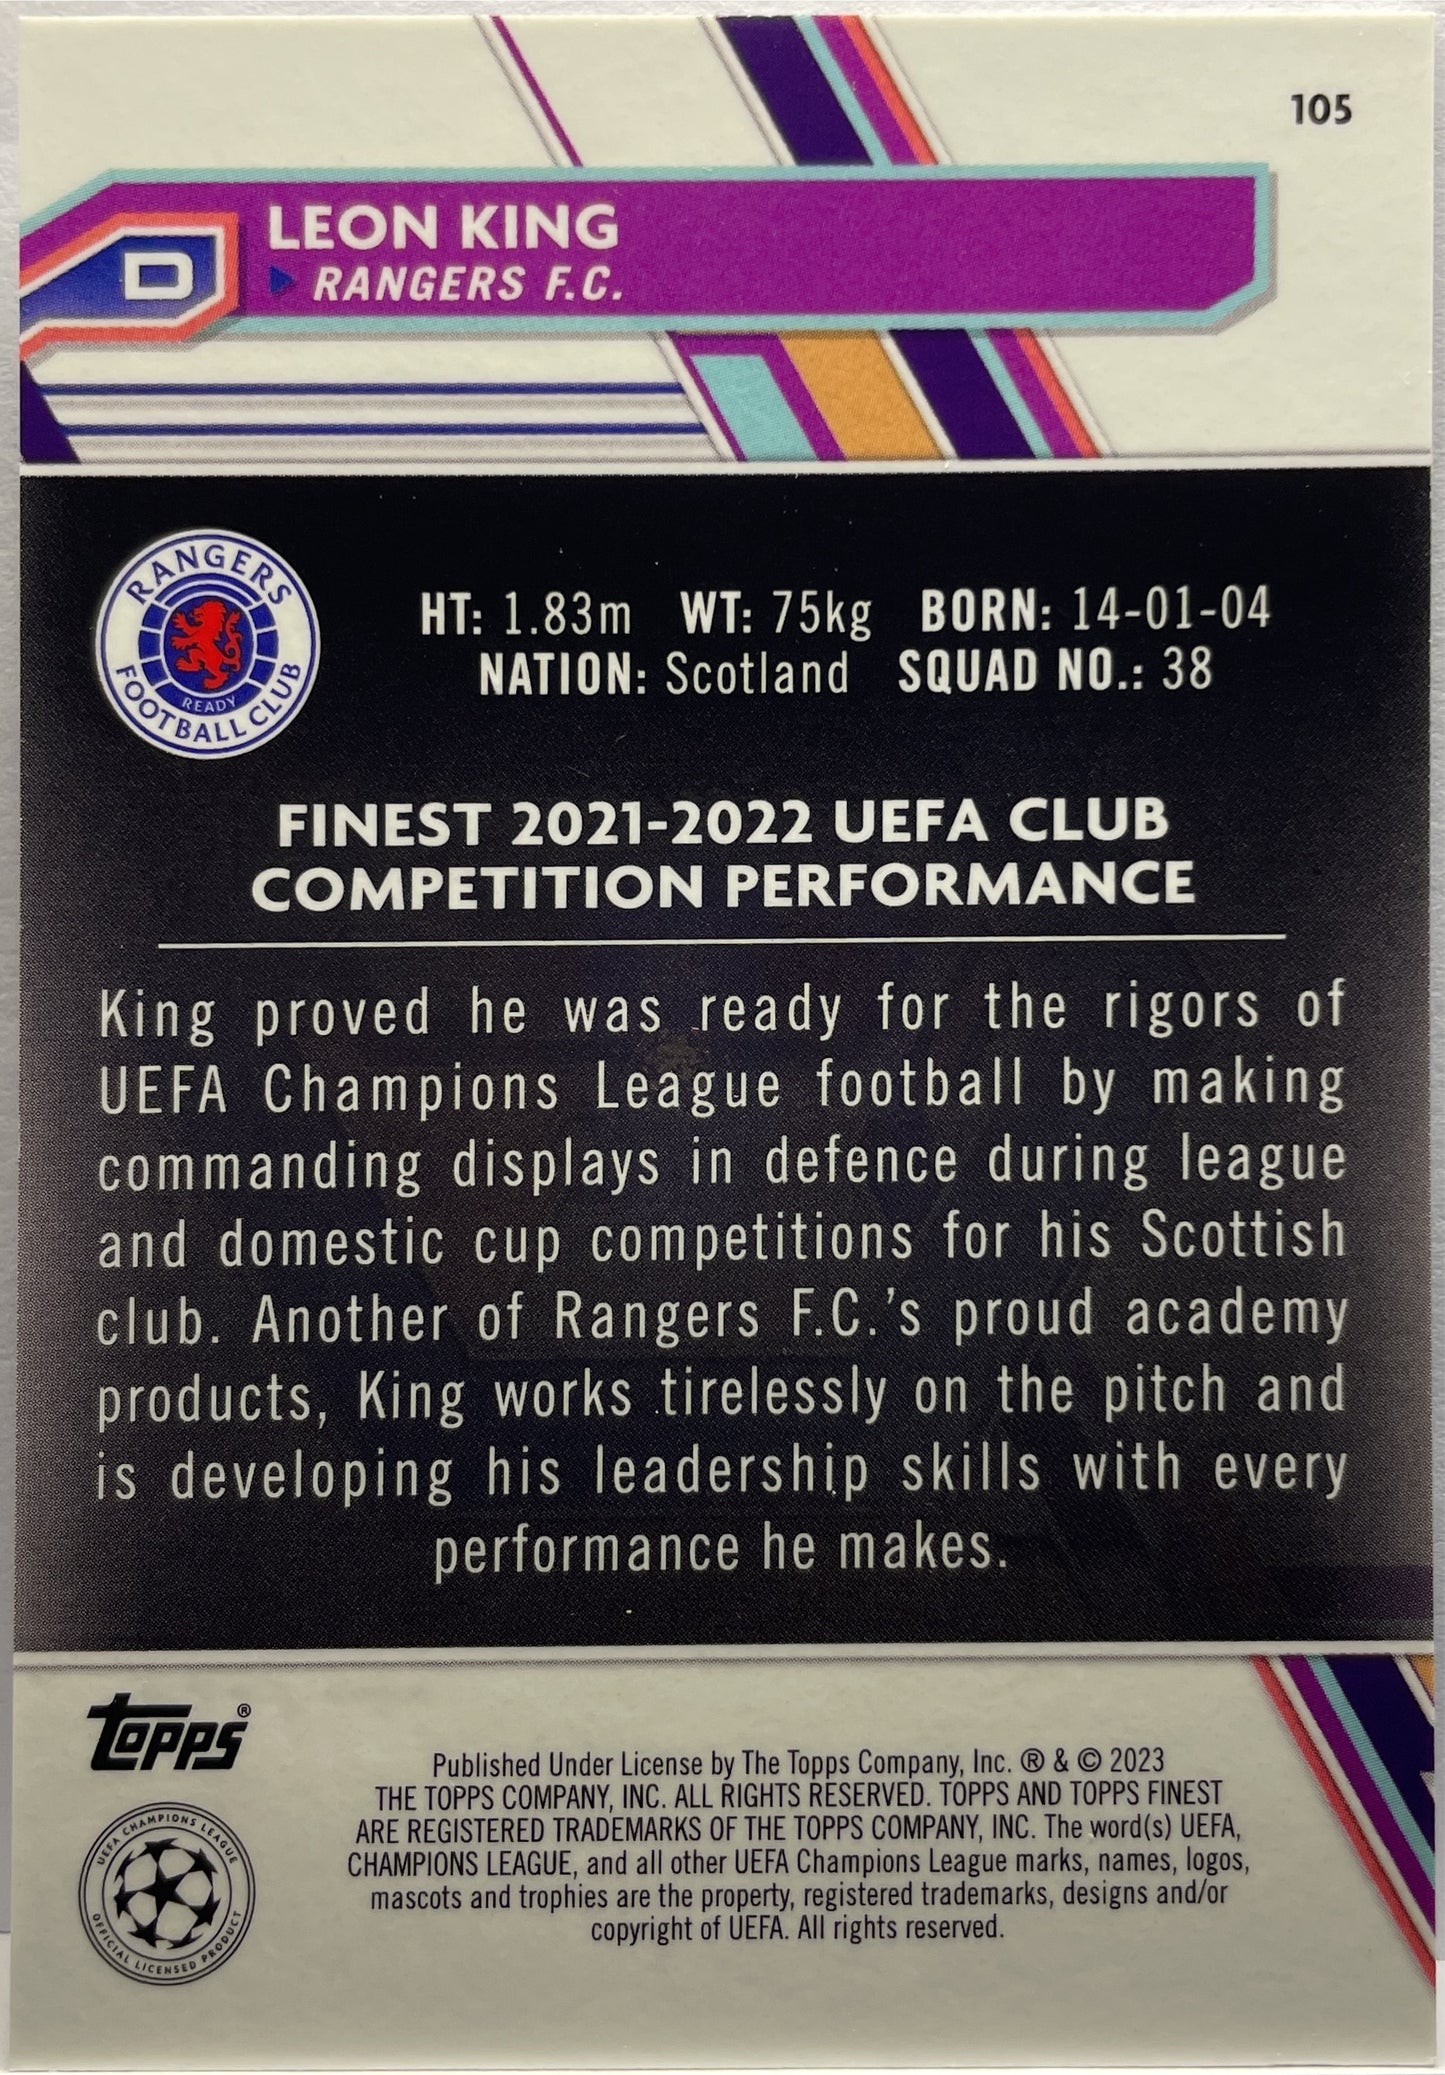 105
LEON KING
D
RANGERS F.C.
RANGERS
FOOTBALL CLUB
READY
HT: 1.83m WT: 75kg BORN: 14-01-04
NATION: Scotland SQUAD NO.: 38
FINEST 2021-2022 UEFA CLUB
COMPETITION PERFORMANCE
King proved he was ready for the rigors of
UEFA Champions League football by making
commanding displays in defence during league
and domestic cup competitions for his Scottish
club. Another of Rangers F.C.'s proud academy
products, King works tirelessly on the pitch and
is developing his leadership skills with every
performance he makes.
Topps®
Published Under License by The Topps Company, Inc. ® & © 2023
THE TOPPS COMPANY, INC. ALL RIGHTS RESERVED. TOPPS AND TOPPS FINEST
ARE REGISTERED TRADEMARKS OF THE TOPPS COMPANY, INC. The word(s) UEFA,
CHAMPIONS LEAGUE, and all other UEFA Champions League marks, names, logos,
mascots and trophies are the property, registered trademarks, designs and/or
copyright of UEFA. All rights reserved.
UEFA CHAMPIONS LEAGUE
OFFICIAL LICENSED PRODUCT